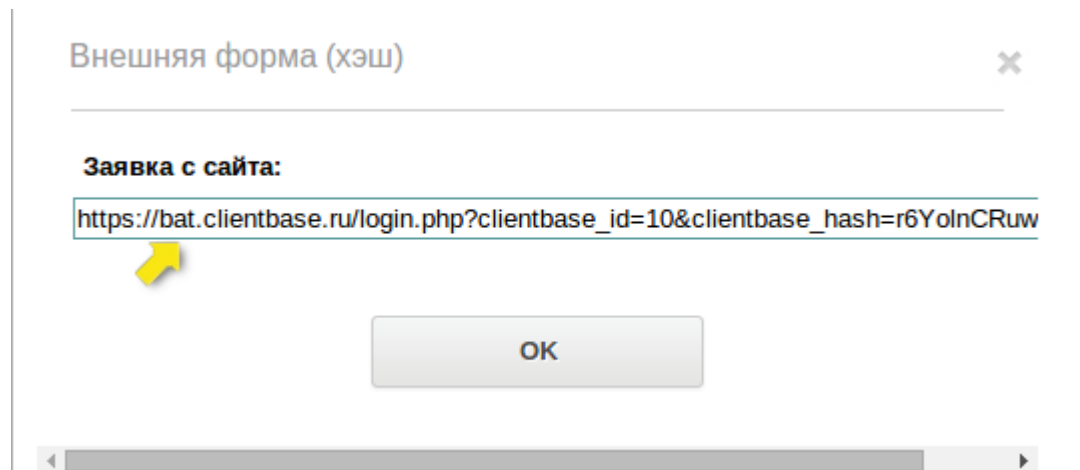 Внешняя форма (хэш)
Заявка с сайта:
https://bat.clientbase.ru/login.php?clientbase_id=10&clientbase_hash=r6YolnCRuw
OK